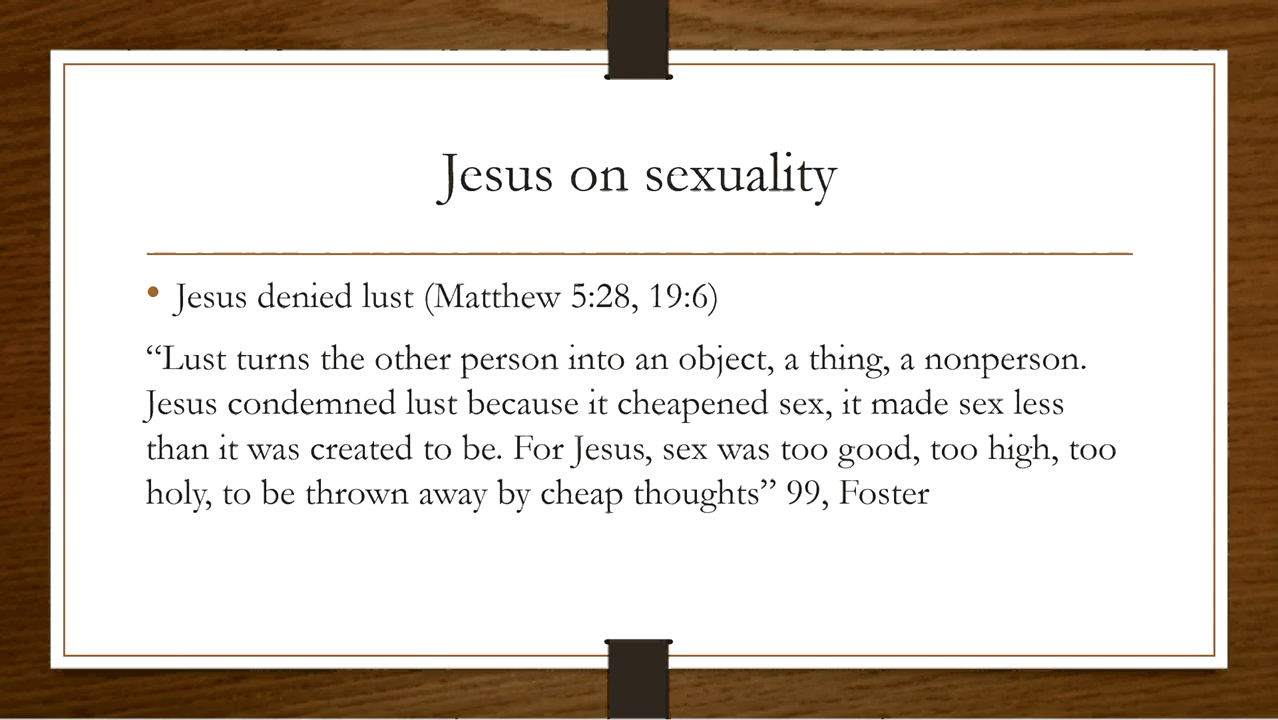 Jesus on sexuality
• Jesus denied lust (Matthew 5:28, 19:6)
“Lust turns the other person into an object, a thing, a nonperson.
Jesus condemned lust because it cheapened sex, it made sex less
than it was created to be. For Jesus, sex was too good, too high, too
holy, to be thrown away by cheap thoughts” 99, Foster